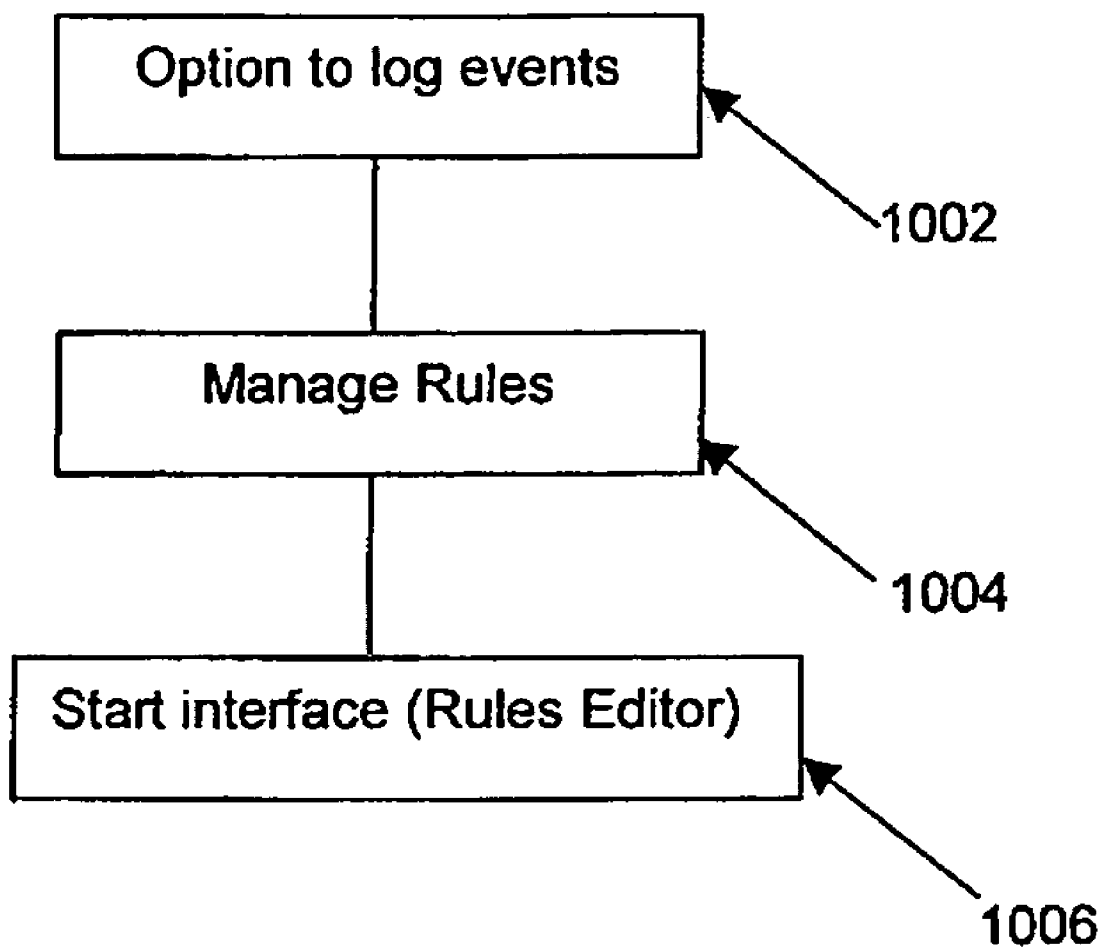 Option to log events
1002
Manage Rules
1004
Start interface (Rules Editor)
1006